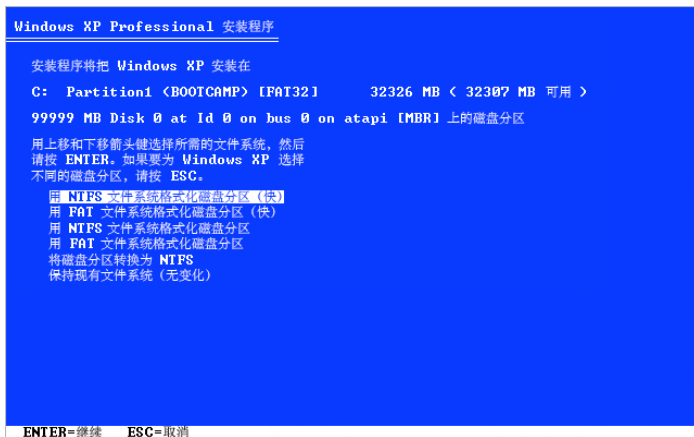 Windows XP Professional 安装程序
安装程序将把 Windows XP 安装在
C: Partition1 (BOOTCAMP) [FAT32] 32326 MB ( 32307 MB 可用 )
99999 MB Disk 0 at Id 0 on bus 0 on atapi [MBR] 上的磁盘分区
用上移和下移箭头键选择所需的文件系统，然后
请按 ENTER。如果要为 Windows XP 选择
不同的磁盘分区，请按 ESC。
用 NTFS 文件系统格式化磁盘分区（快）
用 FAT 文件系统格式化磁盘分区（快）
用 NTFS 文件系统格式化磁盘分区
用 FAT 文件系统格式化磁盘分区
将磁盘分区转换为 NTFS
保持现有文件系统（无变化）
ENTER=继续 ESC=取消